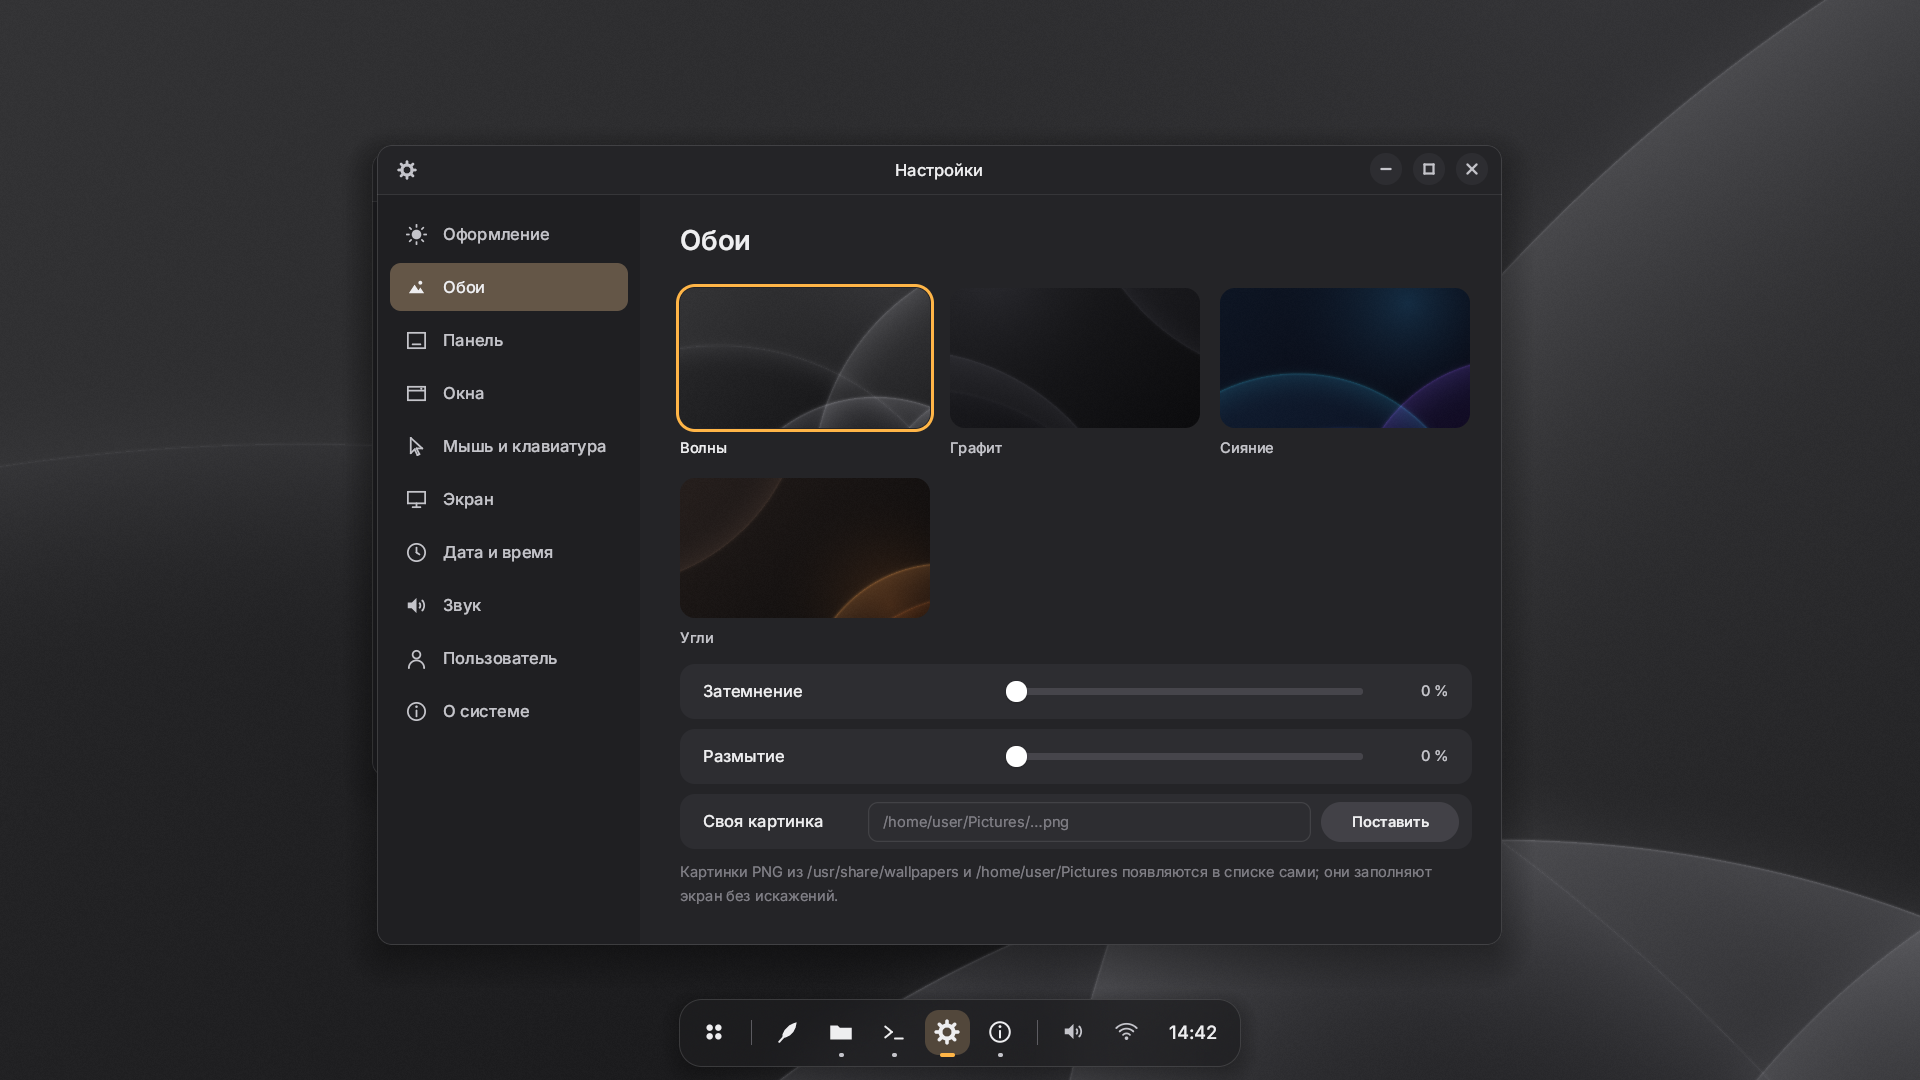 Настройки
Оформление
Обои
Панель
Окна
Мышь и клавиатура
Экран
Дата и время
Звук
Пользователь
О системе
Обои
Волны
Графит
Сияние
Угли
Затемнение
0 %
Размытие
0 %
Своя картинка
/home/user/Pictures/...png
Поставить
Картинки PNG из /usr/share/wallpapers и /home/user/Pictures появляются в списке сами; они заполняют
экран без искажений.
14:42